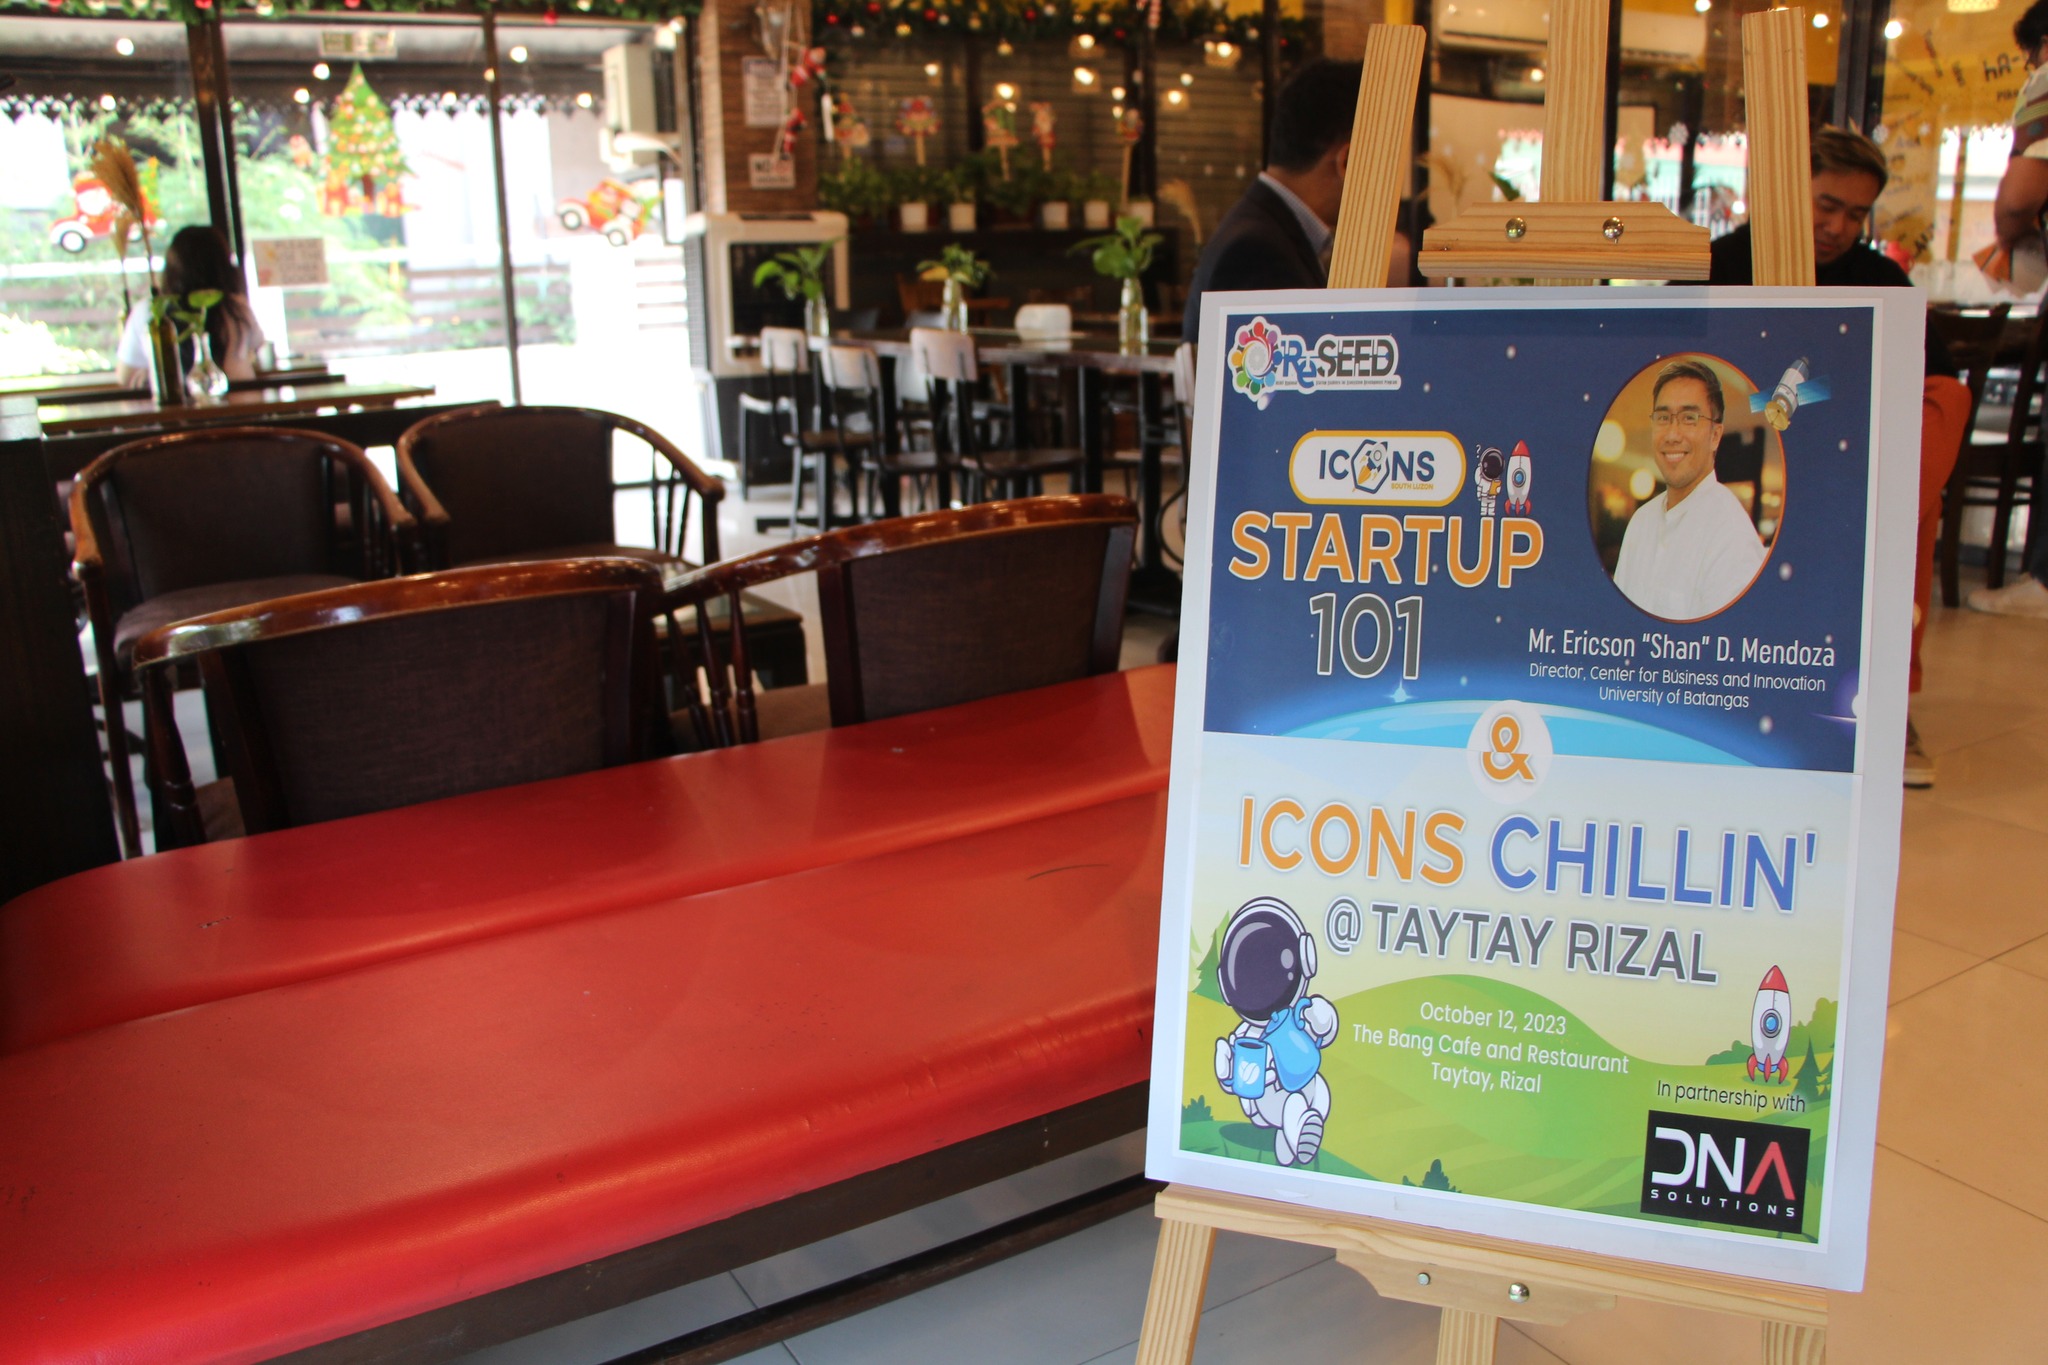 ReSEED
ICONS
SOUTH LUZON
STARTUP
101
Mr. Ericson "Shan" D. Mendoza
Director, Center for Business and Innovation
University of Batangas
&
ICONS CHILLIN'
@ TAYTAY RIZAL
October 12, 2023
The Bang Cafe and Restaurant
Taytay, Rizal
In partnership with
DNA
SOLUTIONS